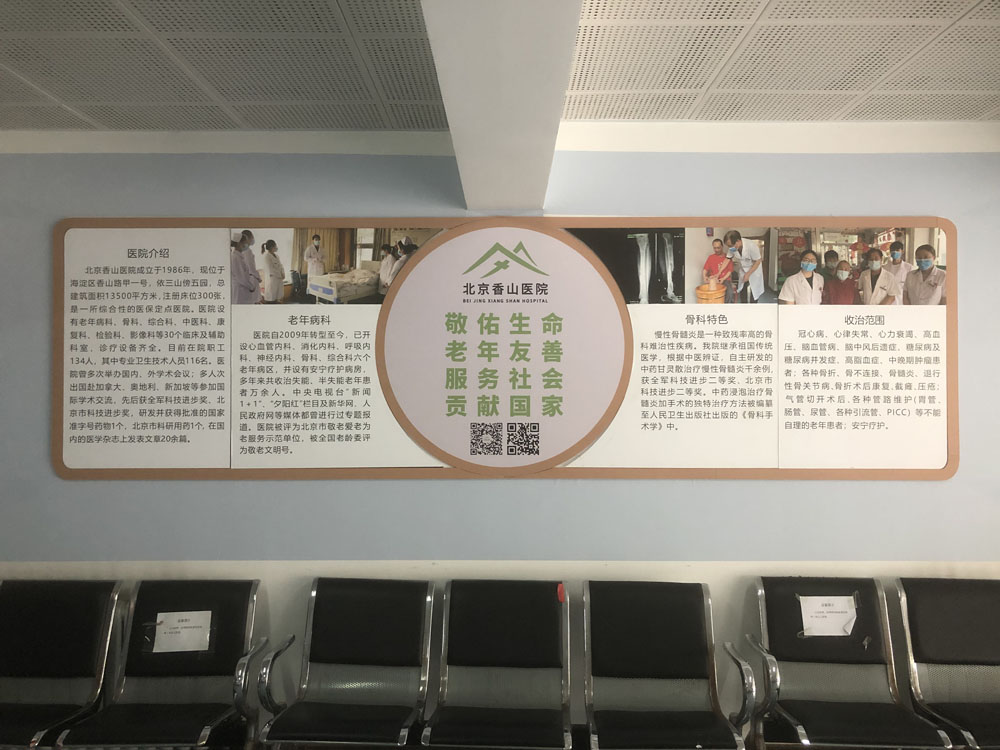 医院介绍
北京香山医院成立于1986年，现位于
海淀区香山路甲一号，依三山傍五园，总
建筑面积13500平方米，注册床位300张，
是一所综合性的医保定点医院。医院设
有老年病科、骨科、综合科、中医科、康
复科、检验科、影像科等30个临床及辅助
科室，诊疗设备齐全。目前在院职工
134人，其中专业卫生技术人员116名。医
院曾多次举办国内、外学术会议；多人次
出国赴加拿大、奥地利、新加坡等参加国
际学术交流，先后获全军科技进步奖，北
京市科技进步奖，研发并获得批准的国家
准字号药物1个，北京市科研用药1个，在国
内的医学杂志上发表文章20余篇。
老年病科
医院自2009年转型至今，已开
设心血管内科、消化内科、呼吸内
科、神经内科、骨科、综合科六个
老年病区，并设有安宁疗护病房，
多年来共收治失能、半失能老年患
者万余人。中央电视台“新闻
1+1”、“夕阳红”栏目及新华网、人
民政府网等媒体都曾进行过专题报
道。医院被评为北京市敬老爱老为
老服务示范单位，被全国老龄委评
为敬老文明号。
北京香山医院
BEI JING XIANG SHAN HOSPITAL
敬佑生命
老年友善
服务社会
贡献国家
骨科特色
慢性骨髓炎是一种致残率高的骨
科难治性疾病。我院继承祖国传统
医学，根据中医辨证，自主研发的
中药甘灵散治疗慢性骨髓炎千余例，
获全军科技进步二等奖、北京市
科技进步二等奖。中药浸泡治疗骨
髓炎加手术的独特治疗方法被编纂
至人民卫生出版社出版的《骨科手
术学》中。
收治范围
冠心病、心律失常、心力衰竭、高血
压、脑血管病、脑中风后遗症、糖尿病及
糖尿病并发症、高脂血症、中晚期肿瘤患
者；各种骨折、骨不连接、骨髓炎、退行
性骨关节病,骨折术后康复,截瘫,压疮;
气管切开术后,各种管路维护(胃管、
肠管、尿管、各种引流管、PICC）等不能
自理的老年患者；安宁疗护。